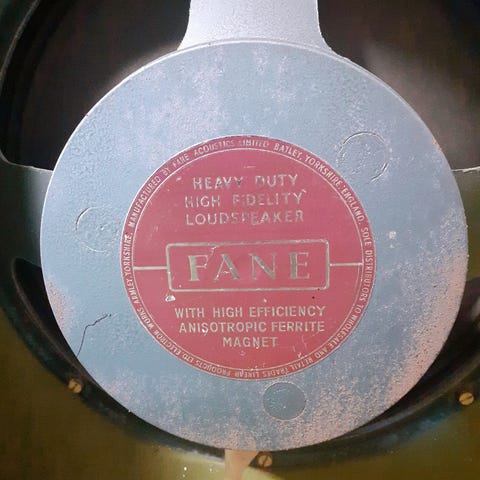 HEAVY DUTY
HIGH FIDELITY
LOUDSPEAKER
FANE
WITH HIGH EFFICIENCY
ANISOTROPIC FERRITE
MAGNET
MANUFACTURED BY FANE ACOUSTICS LIMITED BATLEY, YORKSHIRE, ENGLAND. SOLE DISTRIBUTORS TO WHOLESALE AND RETAIL TRADES LINEAR PRODUCTS LTD ELECTRON WORKS ARMLEY, YORKSHIRE.